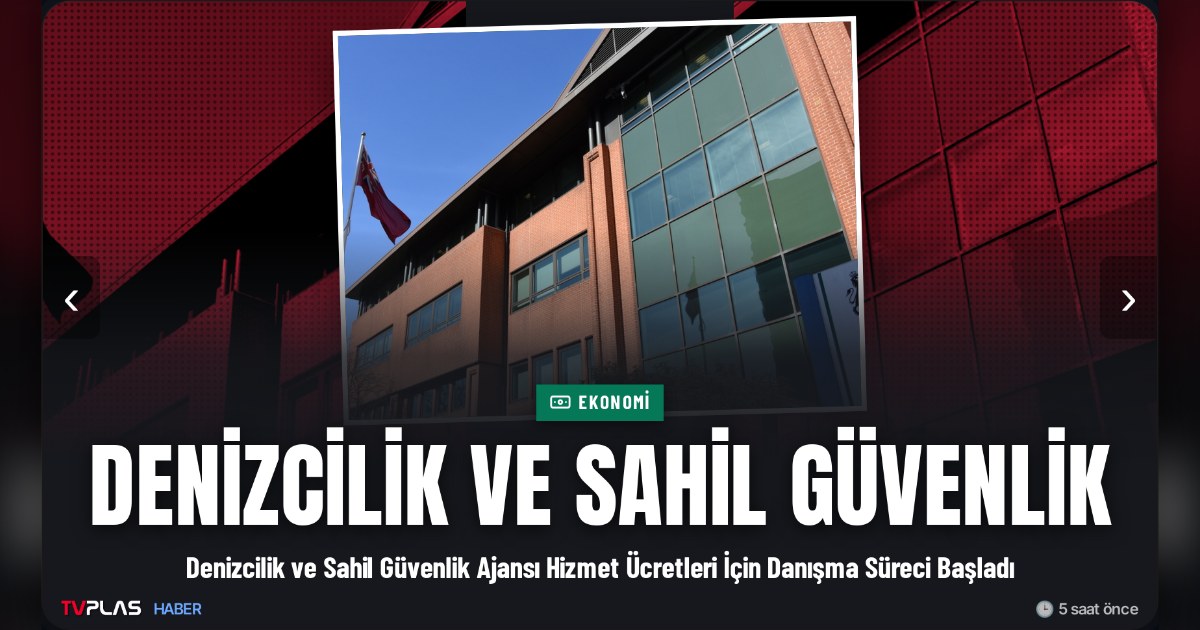 EKONOMİ
DENİZCİLİK VE SAHİL GÜVENLİK
Denizcilik ve Sahil Güvenlik Ajansı Hizmet Ücretleri İçin Danışma Süreci Başladı
TVPLAS HABER
5 saat önce